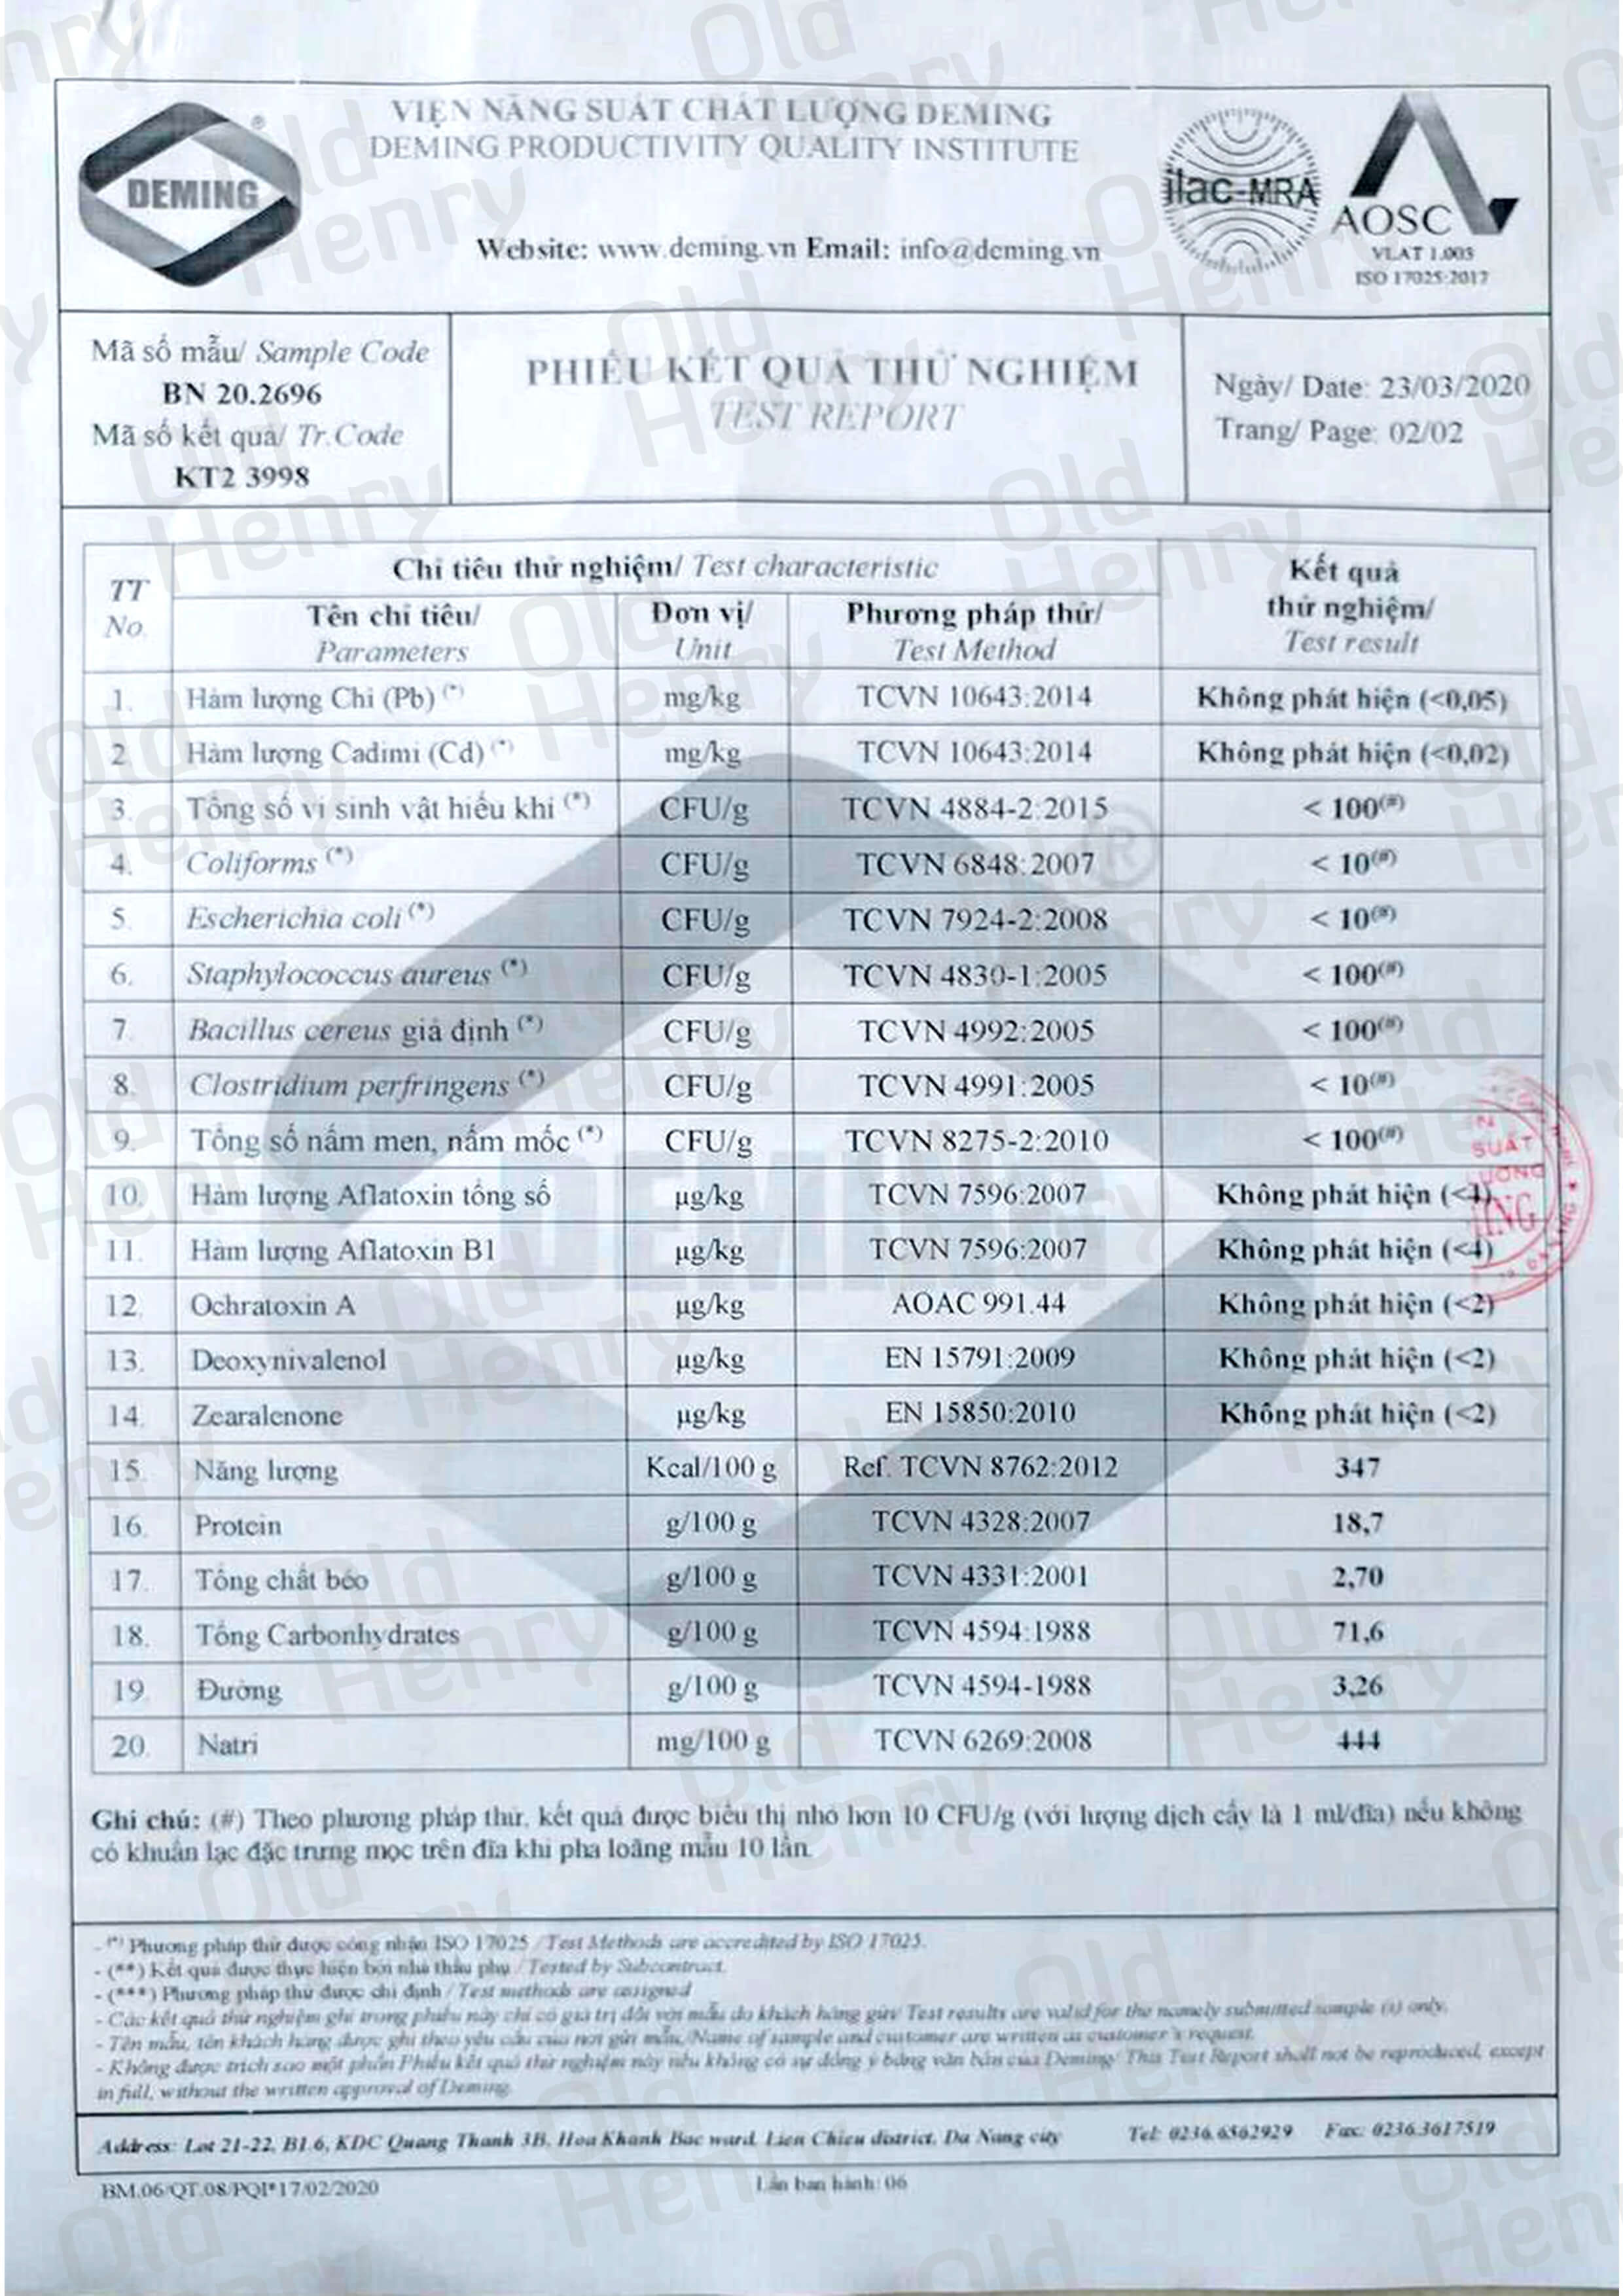 VIỆN NĂNG SUẤT CHẤT LƯỢNG DEMING
DEMING PRODUCTIVITY QUALITY INSTITUTE
Website: www.deming.vn Email: info@deming.vn
DEMING
ilac-MRA
AOSC
VLAT 1.003
ISO 17025:2017
Mã số mẫu/ Sample Code
BN 20.2696
Mã số kết quả/ Tr.Code
KT2 3998
PHIẾU KẾT QUẢ THỬ NGHIỆM
TEST REPORT
Ngày/ Date: 23/03/2020
Trang/ Page: 02/02
TT No. Chỉ tiêu thử nghiệm/ Test characteristic Kết quả thử nghiệm/ Test result
Tên chỉ tiêu/ Parameters Đơn vị/ Unit Phương pháp thử/ Test Method
1. Hàm lượng Chì (Pb) (*) mg/kg TCVN 10643:2014 Không phát hiện (<0,05)
2. Hàm lượng Cadimi (Cd) (*) mg/kg TCVN 10643:2014 Không phát hiện (<0,02)
3. Tổng số vi sinh vật hiếu khí (*) CFU/g TCVN 4884-2:2015 < 100(#)
4. Coliforms (*) CFU/g TCVN 6848:2007 < 10(#)
5. Escherichia coli (*) CFU/g TCVN 7924-2:2008 < 10(#)
6. Staphylococcus aureus (*) CFU/g TCVN 4830-1:2005 < 100(#)
7. Bacillus cereus giả định (*) CFU/g TCVN 4992:2005 < 100(#)
8. Clostridium perfringens (*) CFU/g TCVN 4991:2005 < 10(#)
9. Tổng số nấm men, nấm mốc (*) CFU/g TCVN 8275-2:2010 < 100(#)
10. Hàm lượng Aflatoxin tổng số µg/kg TCVN 7596:2007 Không phát hiện
11. Hàm lượng Aflatoxin B1 µg/kg TCVN 7596:2007 Không phát hiện
12. Ochratoxin A µg/kg AOAC 991.44 Không phát hiện (<2)
13. Deoxynivalenol µg/kg EN 15791:2009 Không phát hiện (<2)
14. Zearalenone µg/kg EN 15850:2010 Không phát hiện (<2)
15. Năng lượng Kcal/100 g Ref. TCVN 8762:2012 347
16. Protein g/100 g TCVN 4328:2007 18,7
17. Tổng chất béo g/100 g TCVN 4331:2001 2,70
18. Tổng Carbonhydrates g/100 g TCVN 4594:1988 71,6
19. Đường g/100 g TCVN 4594-1988 3,26
20. Natri mg/100 g TCVN 6269:2008 444
Ghi chú: (#) Theo phương pháp thử, kết quả được biểu thị nhỏ hơn 10 CFU/g (với lượng dịch cấy là 1 ml/đĩa) nếu không
có khuẩn lạc đặc trưng mọc trên đĩa khi pha loãng mẫu 10 lần.
- (*) Phương pháp thử được công nhận ISO 17025 / Test Methods are accredited by ISO 17025.
- (**) Kết quả được thực hiện bởi nhà thầu phụ / Tested by Subcontract.
- (***) Phương pháp thử được chỉ định / Test methods are assigned
- Các kết quả thử nghiệm ghi trong phiếu này chỉ có giá trị đối với mẫu do khách hàng gửi/ Test results are valid for the namely submitted sample (s) only.
- Tên mẫu, tên khách hàng được ghi theo yêu cầu của nơi gửi mẫu/Name of sample and customer are written as customer's request.
- Không được trích sao một phần Phiếu kết quả thử nghiệm này nếu không có sự đồng ý bằng văn bản của Deming/ This Test Report shall not be reproduced, except
in full, without the written approval of Deming.
Address: Lot 21-22, B1.6, KDC Quang Thanh 3B, Hoa Khanh Bac ward, Lien Chieu district, Da Nang city Tel: 0236.6562929 Fax: 0236.3617519
BM.06/QT.08/PQI*17/02/2020
Lần ban hành: 06
SUẤT
Old Henry